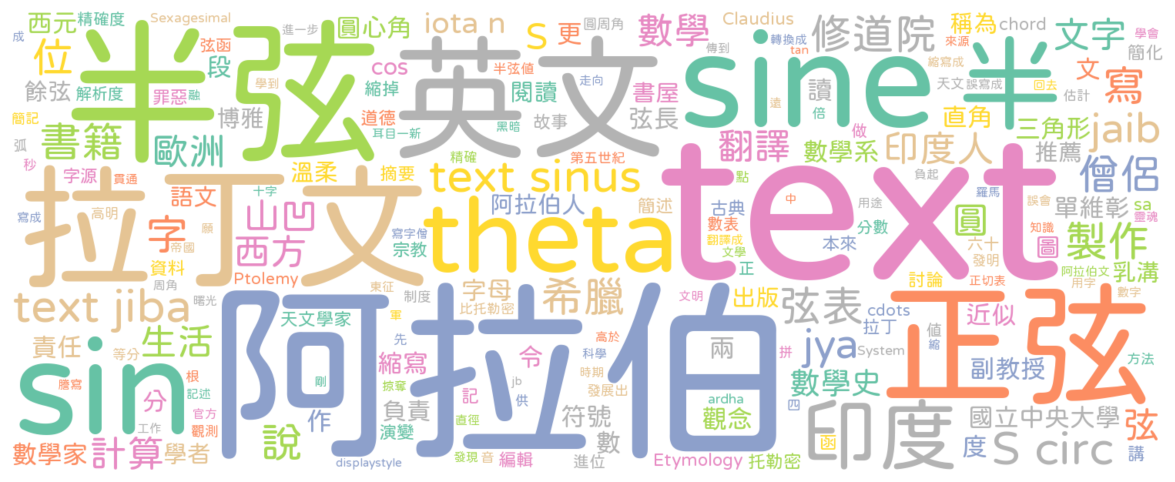 成 Sexagesimal 進一步 圓周角 Claudius 轉換成 來源 學會
西元 精確度 弦函 圓心角 iota n S 更 數學 傳到 tan 修道院 稱為 chord 文字 簡化
位 半弦 段 cos 英文 半弦值 走向 sine 縮寫成 半 回去
餘弦 解析度 罪惡 融 縮掉 閱讀 書屋 遠 讀 天文 誤寫成 估計 文 寫
簡記 學到 博雅 道德 耳目一新 黑暗 故事 弦長 倍 做 直角 三角形 jaib
書籍 歐洲 弧 秒 精確 第五世紀 翻譯 數學系 印度人 推薦
字源 貫通 溫柔 摘要 text sinus 點 負起 羅馬 僧侶
拉丁文 語文 十字 阿拉伯人 簡述 古典 text 中 用途 誤會 單維彰 sa 靈魂
寫成 高明 字 山凹 寫字僧 theta 數表 分數 六十 圓 知識 製作
帝國 願 西方 宗教 翻譯成 文學 正 本來 發明 圖 乳溝
資料 周角 Ptolemy 東征 制度 字母 希臘 討論 阿拉伯文
text jiba 曙光 天文學家 軍 比托勒密 文明 出版 弦表 cdots 正切表 用字 數字
責任 生活 阿拉伯 先 高於 兩 拉丁 近似 值
等分 剛 縮寫 令 科學 拼 jya System 縮 正弦 方法
sin 騰寫 根 記述 分 作 掠奪 時期 發展出 副教授
官方 觀測 說 負責 記 jb 供 符號 ardha 觀念 四 數學史 印度 國立中央大學 弦
數學家 計算 工作 學者 演變 直徑 數 函 S circ 度 講
displaystyle 發現 音 編輯 進位 Etymology 托勒密